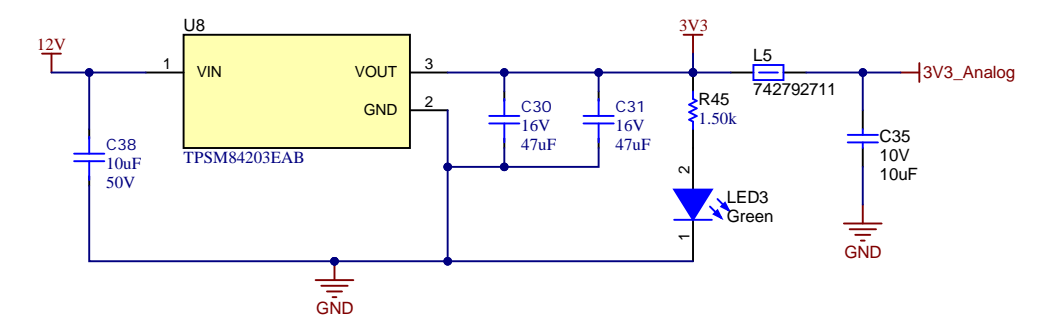 U8
12V
1
VIN
VOUT
3
GND
2
TPSM84203EAB
C38
10uF
50V
C30
16V
47uF
C31
16V
47uF
3V3
R45
1.50k
2
LED3
Green
1
L5
742792711
3V3_Analog
C35
10V
10uF
GND
GND